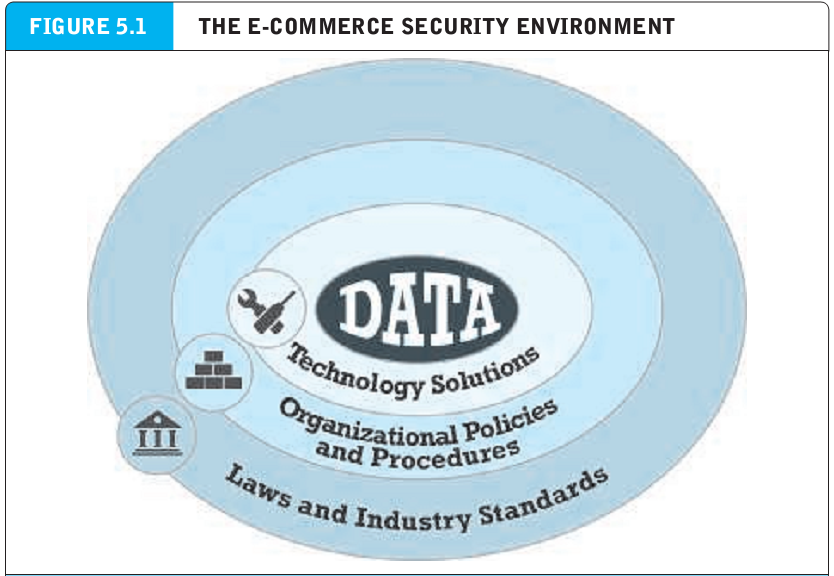 FIGURE 5.1
THE E-COMMERCE SECURITY ENVIRONMENT
DATA
Technology Solutions
Organizational Policies
and Procedures
Laws and Industry Standards